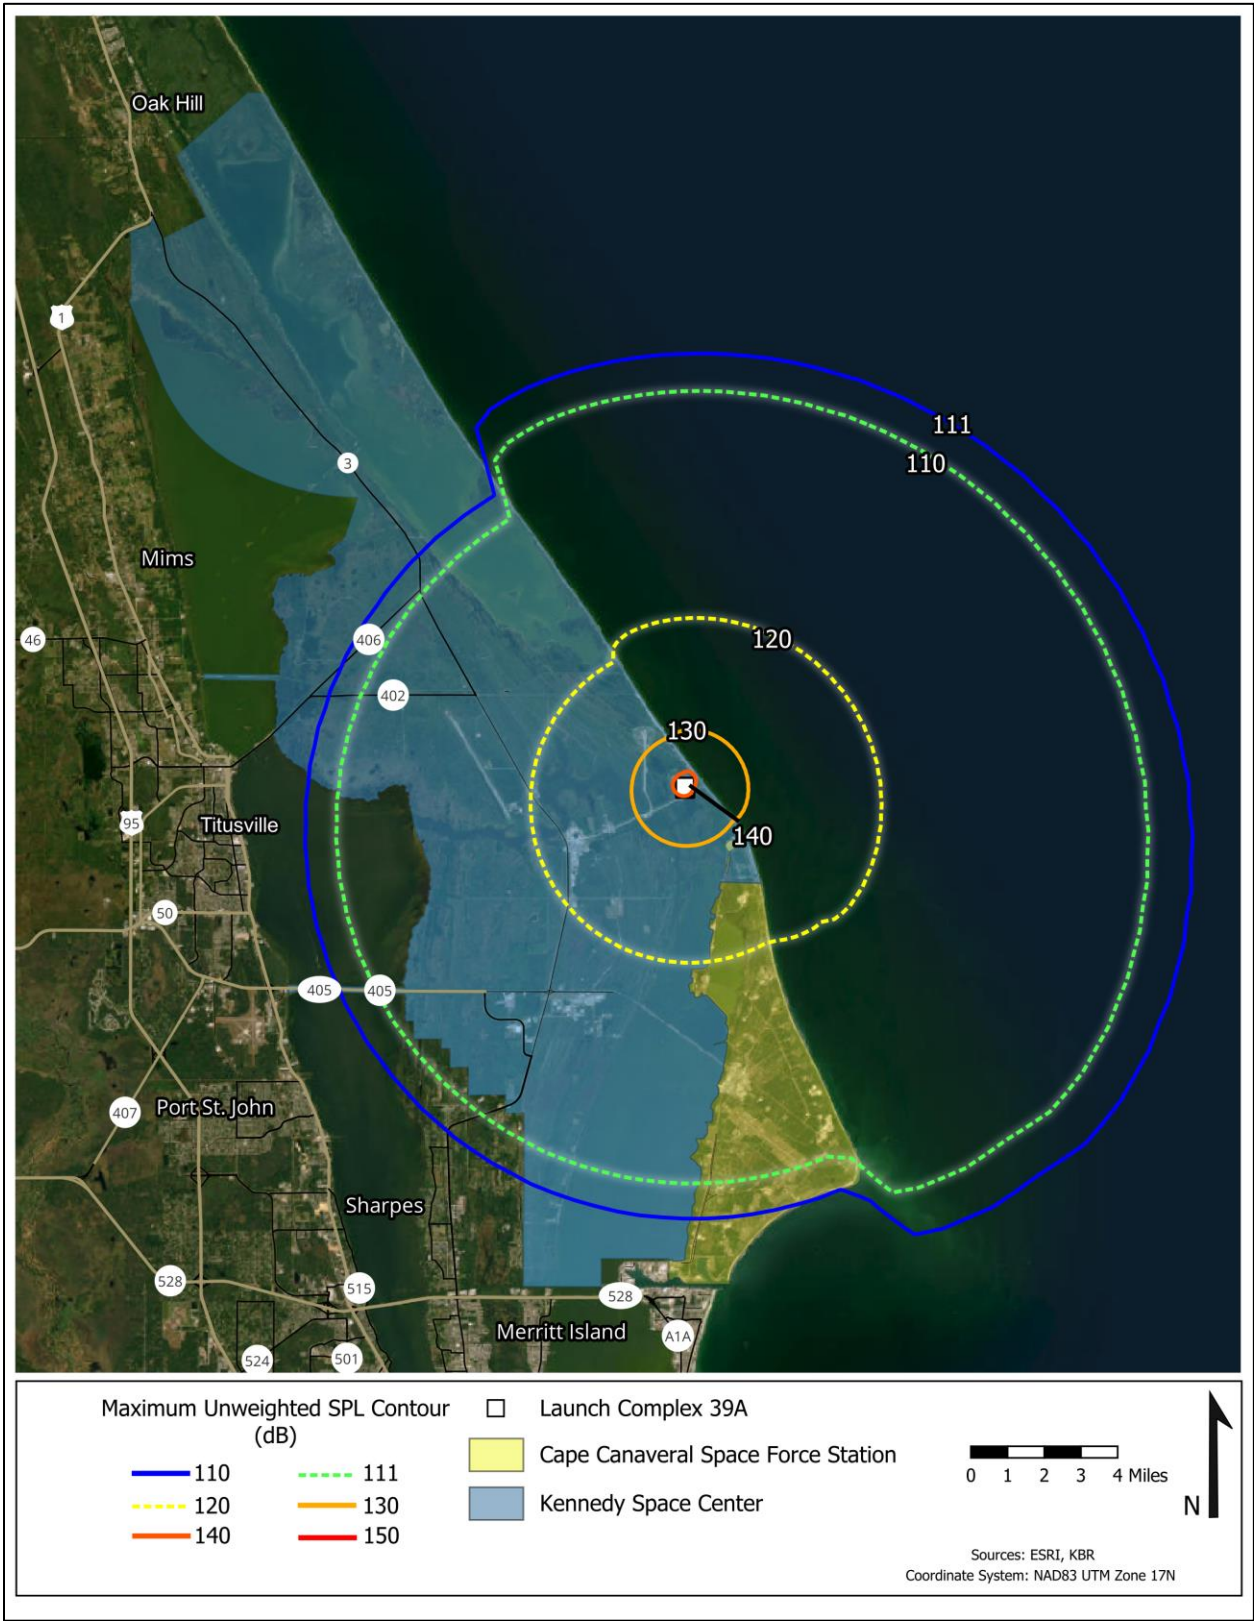 Oak Hill
1
111
110
3
Mims
120
46
406
402
130
140
95
Titusville
50
405
405
407
Port St. John
Sharpes
528
515
528
Merritt Island
A1A
524
501
Maximum Unweighted SPL Contour
(dB)
110
111
120
130
140
150
Launch Complex 39A
Cape Canaveral Space Force Station
Kennedy Space Center
0 1 2 3 4 Miles
N
Sources: ESRI, KBR
Coordinate System: NAD83 UTM Zone 17N